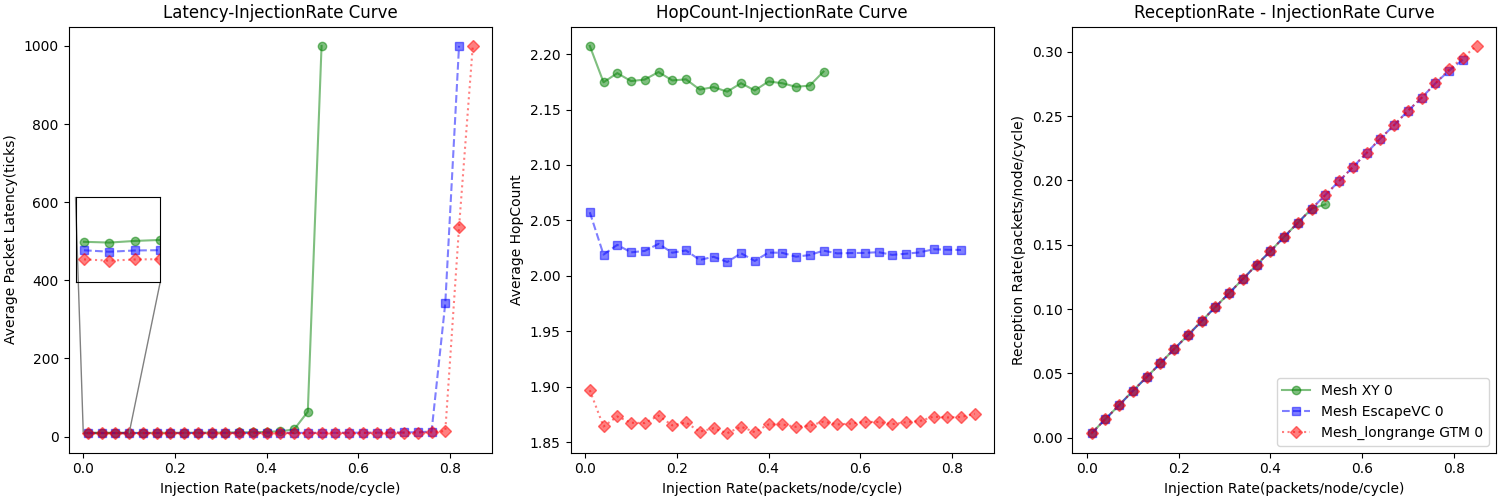 Latency-InjectionRate Curve
Average Packet Latency(ticks)
1000
800
600
400
200
0
0.0 0.2 0.4 0.6 0.8
Injection Rate(packets/node/cycle)
HopCount-InjectionRate Curve
Average HopCount
2.20
2.15
2.10
2.05
2.00
1.95
1.90
1.85
0.0 0.2 0.4 0.6 0.8
Injection Rate(packets/node/cycle)
ReceptionRate - InjectionRate Curve
Reception Rate(packets/node/cycle)
0.30
0.25
0.20
0.15
0.10
0.05
0.00
Mesh XY 0
Mesh EscapeVC 0
Mesh_longrange GTM 0
0.0 0.2 0.4 0.6 0.8
Injection Rate(packets/node/cycle)